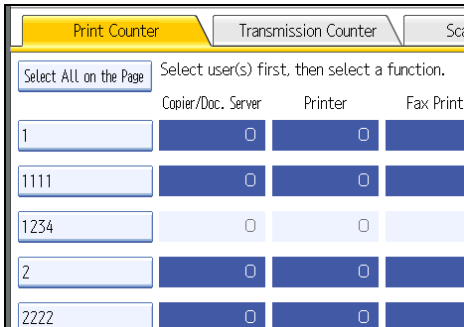 Print Counter Transmission Counter
Select All on the Page Select user(s) first, then select a function.
Copier/Doc. Server Printer Fax Print
1 0 0
1111 0 0
1234 0 0
2 0 0
2222 0 0